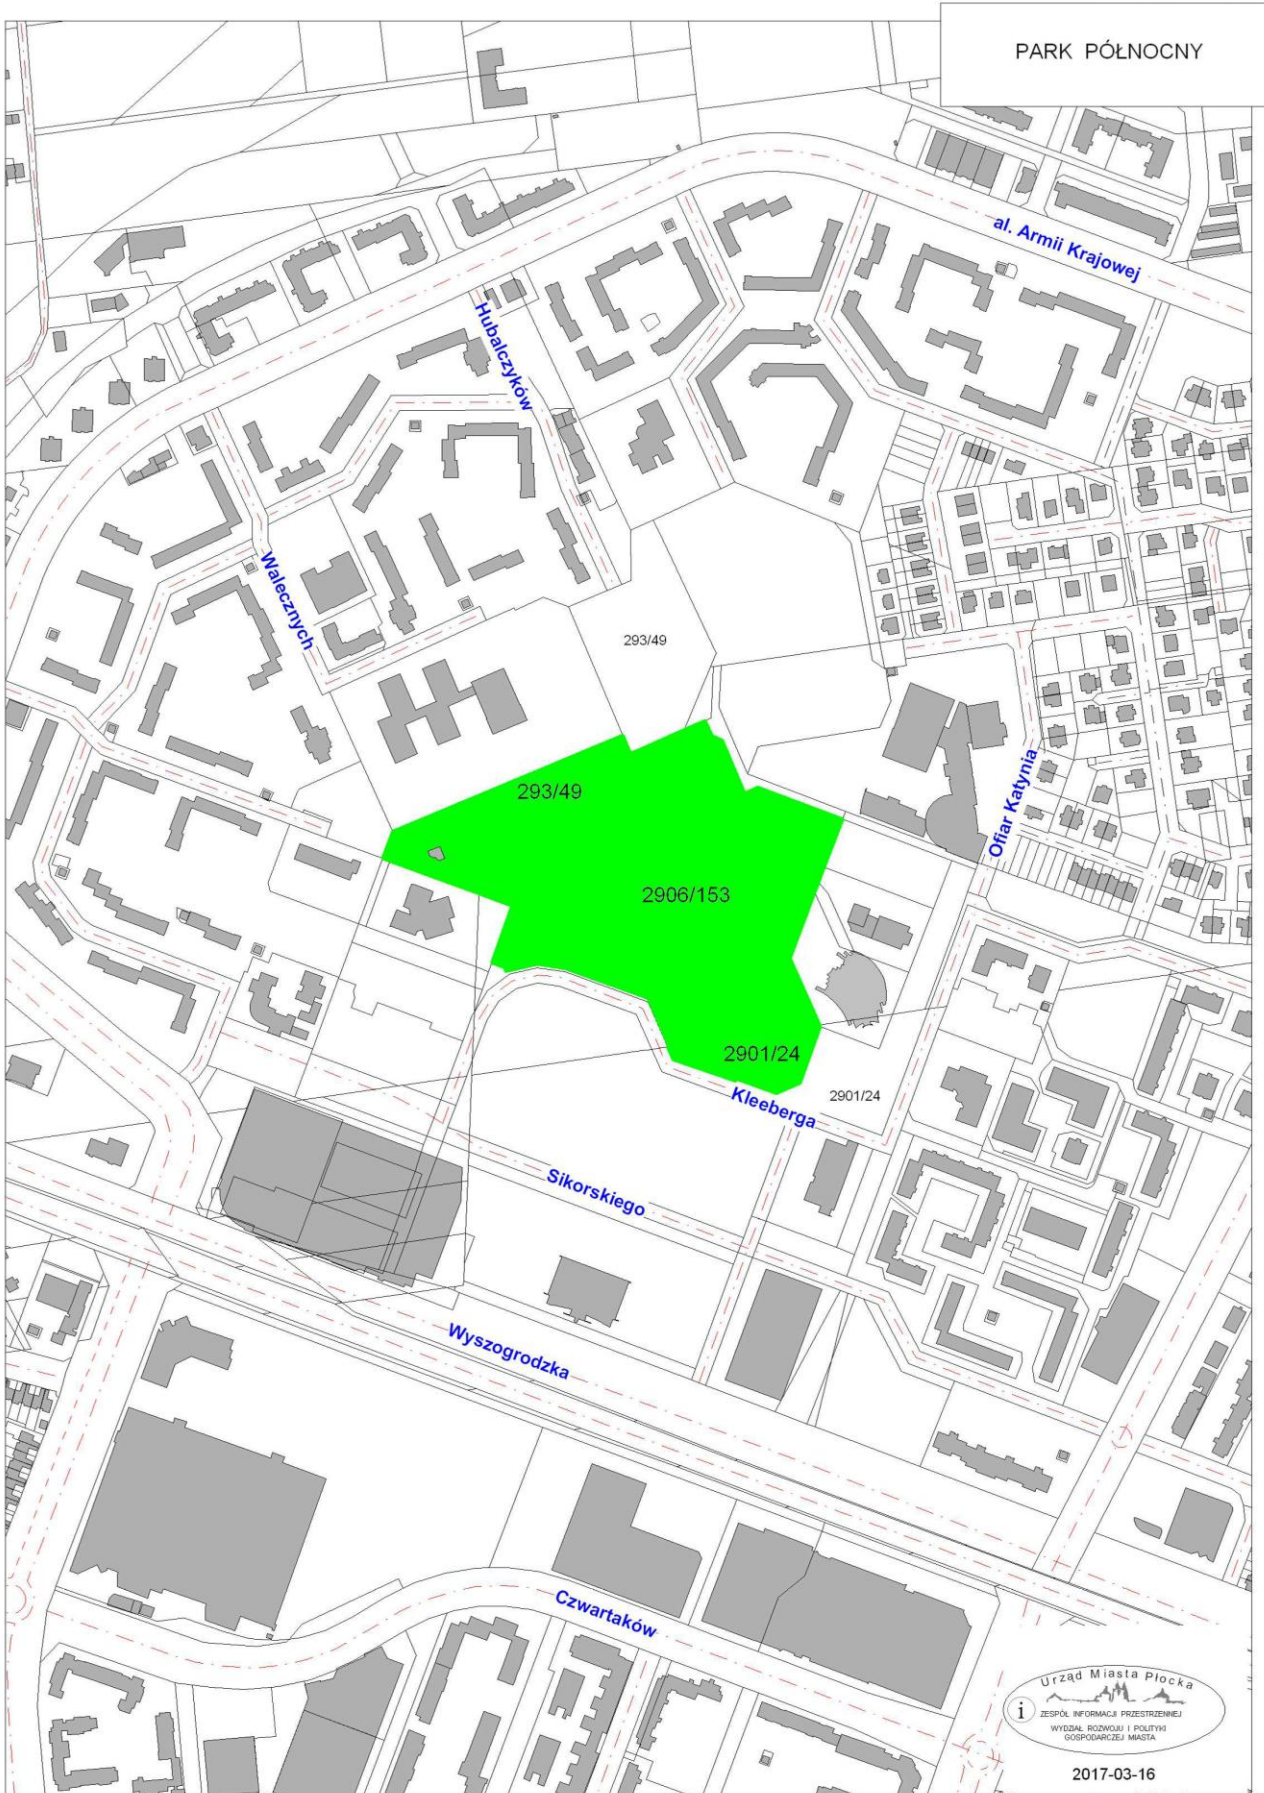 PARK PÓŁNOCNY
al. Armii Krajowej
Hubalczyków
Walecznych
293/49
293/49
Ofiar Katynia
2906/153
2901/24
Kleeberga
2901/24
Sikorskiego
Wyszogrodzka
Czwartaków
Urząd Miasta Płocka
i
ZESPÓŁ INFORMACJI PRZESTRZENNEJ
WYDZIAŁ ROZWOJU I POLITYKI
GOSPODARCZEJ MIASTA
2017-03-16